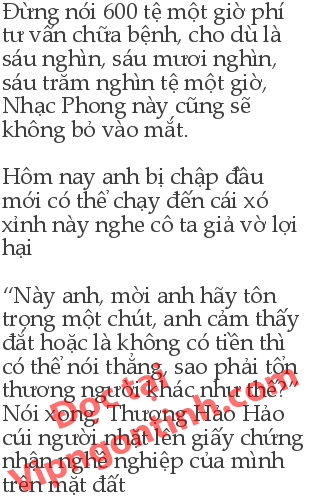 Đừng nói 600 tệ một giờ phí
tư vấn chữa bệnh, cho dù là
sáu nghìn, sáu mươi nghìn,
sáu trăm nghìn tệ một giờ,
Nhạc Phong này cũng sẽ
không bỏ vào mắt.
Hôm nay anh bị chập đầu
mới có thể chạy đến cái xó
xỉnh này nghe cô ta giả vờ lợi
hại
“Này anh, mời anh hãy tôn
trọng một chút, anh cảm thấy
đắt hoặc là không có tiền thì
có thể nói thẳng, sao phải tổn
thương người khác như thế?”
Nói xong, Thượng Hảo Hảo
cúi người nhặt lên giấy chứng
nhận nghề nghiệp của mình
trên mặt đất
Doc tai
Vipngontinh.com